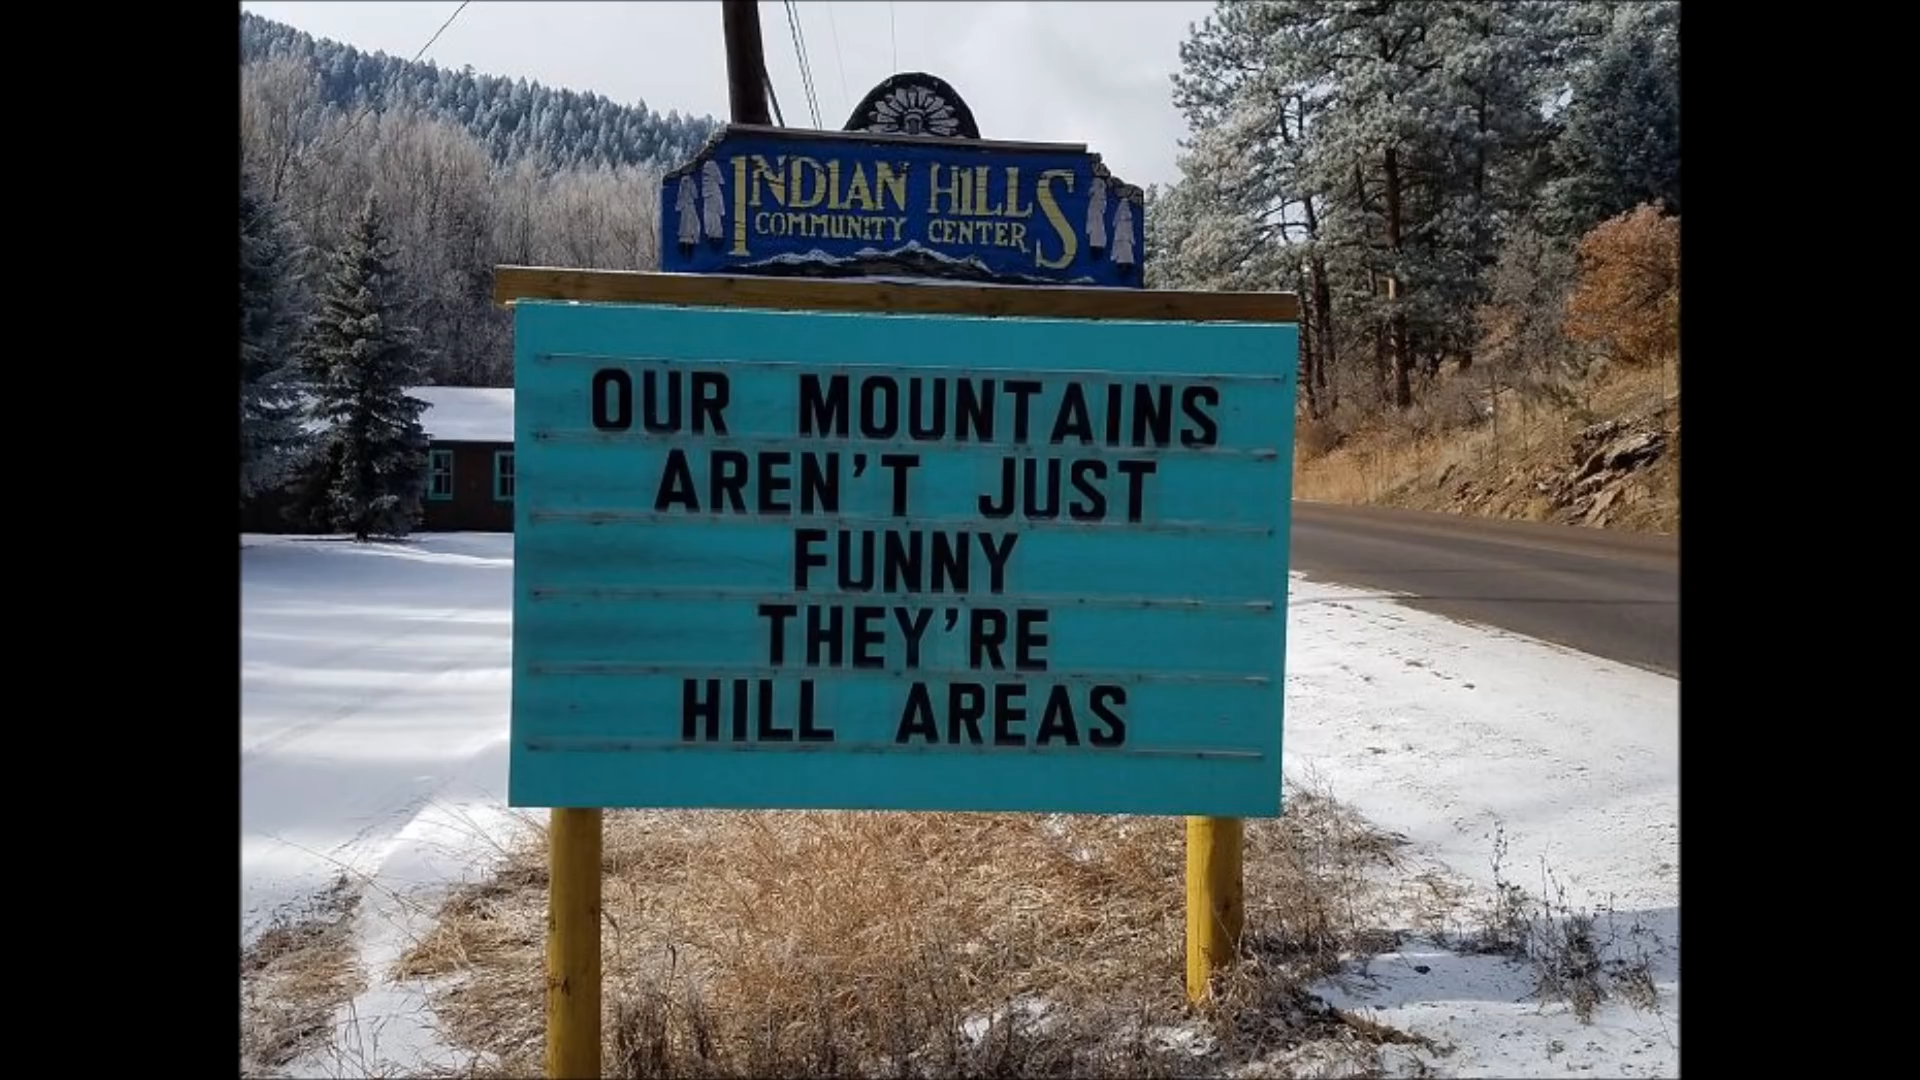 INDIAN HILLS
COMMUNITY CENTER
OUR MOUNTAINS
AREN'T JUST
FUNNY
THEY'RE
HILL AREAS